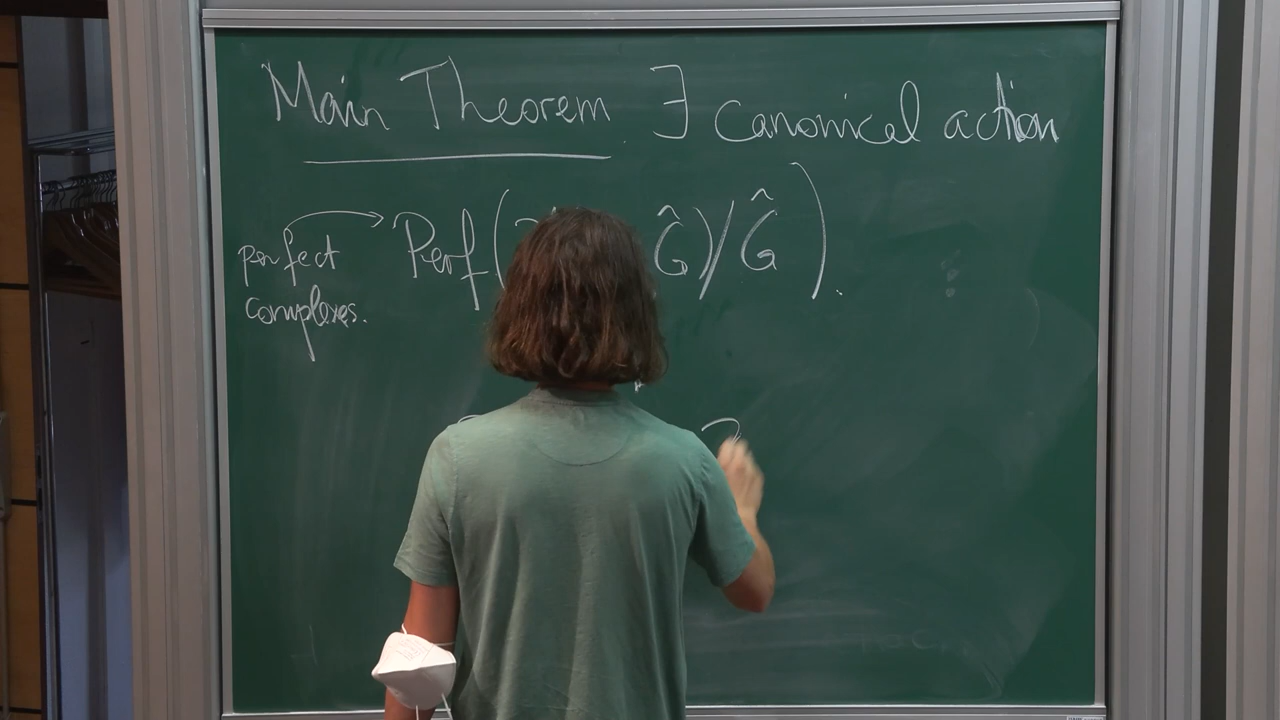 Main Theorem ∃ canonical action
perfect Perf( Ĝ)/Ĝ).
complexes.